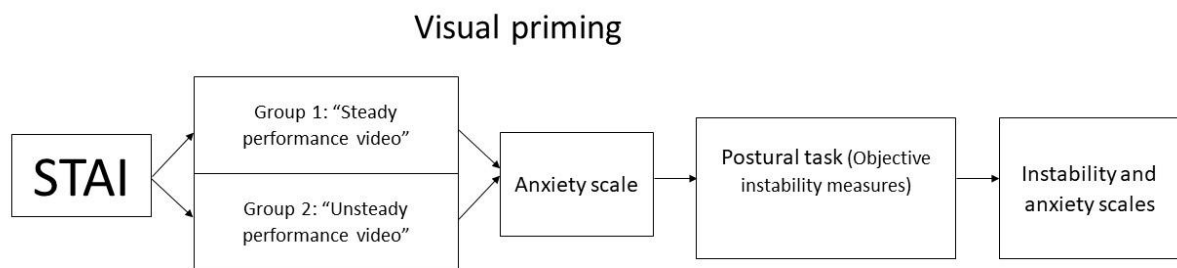 Visual priming
STAI
Group 1: “Steady
performance video”
Group 2: “Unsteady
performance video”
Anxiety scale
Postural task (Objective
instability measures)
Instability and
anxiety scales